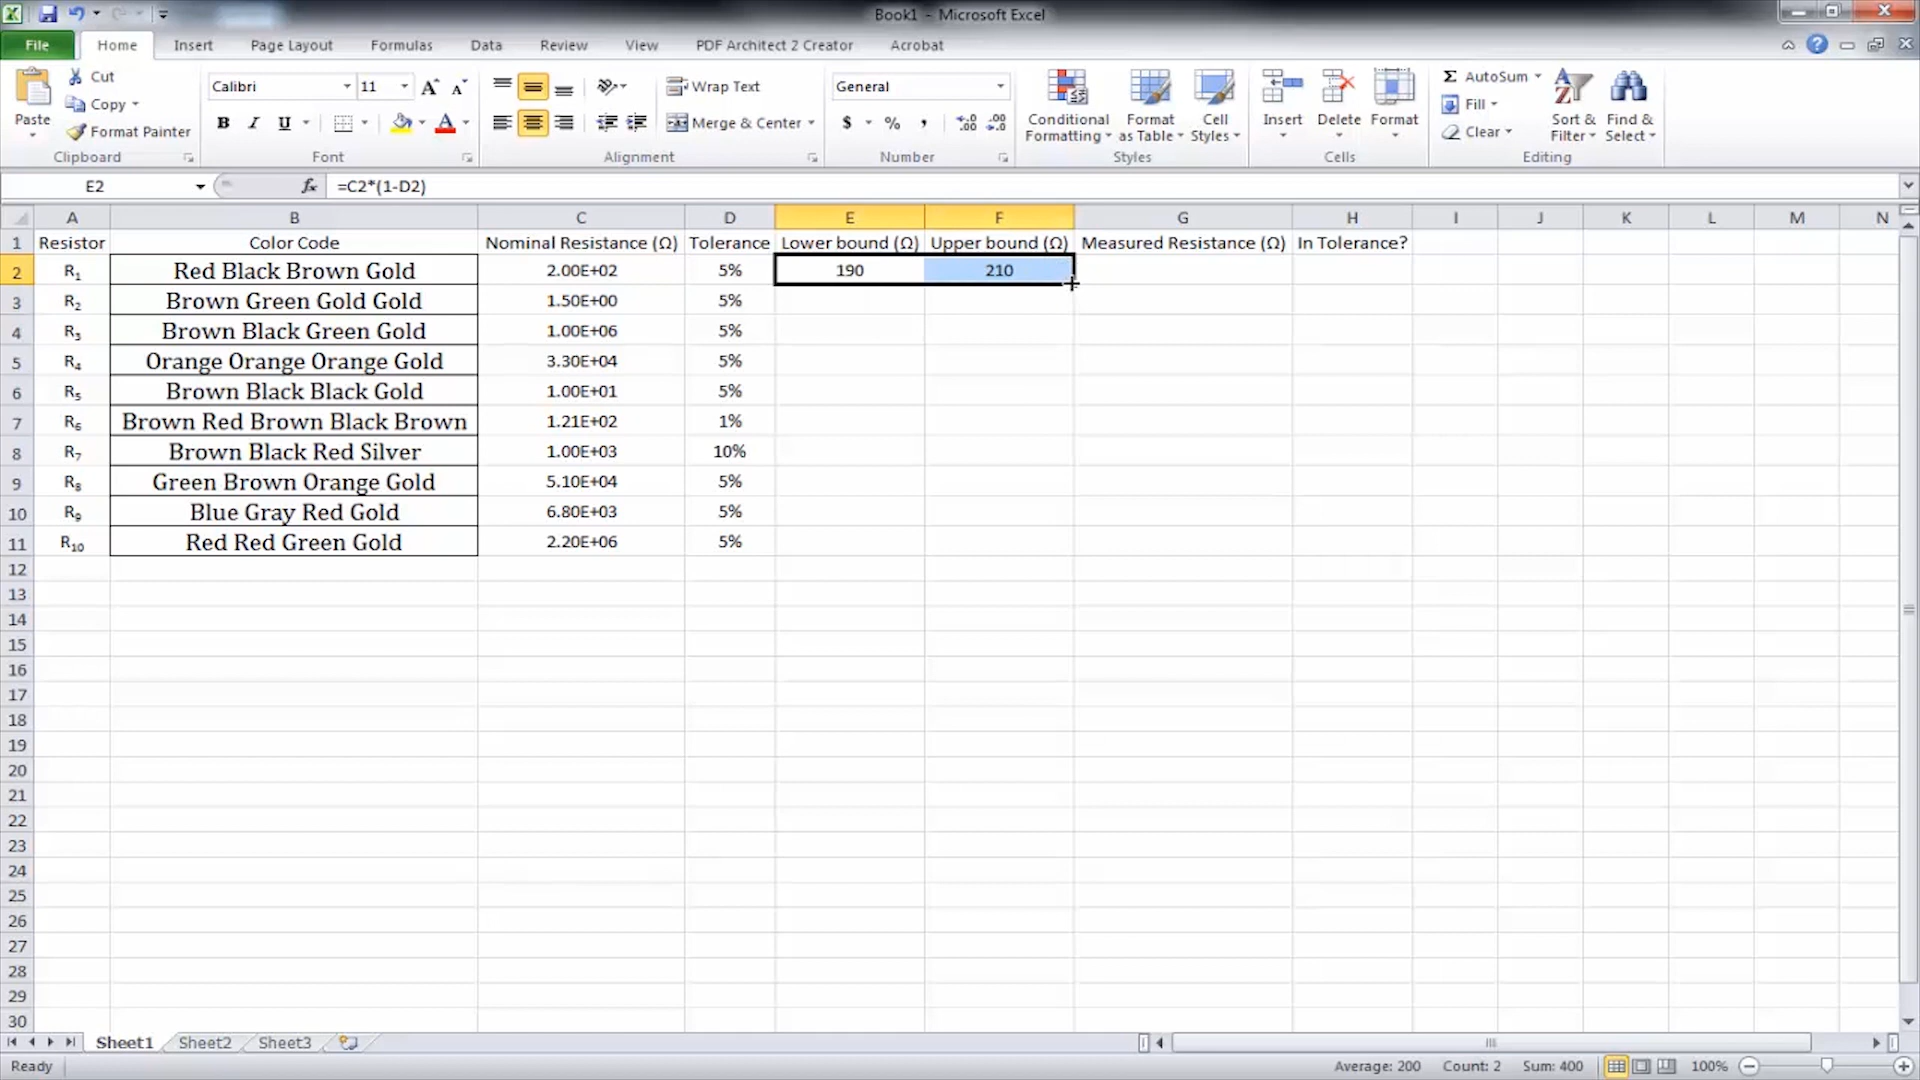 Book1 - Microsoft Excel
File Home Insert Page Layout Formulas Data Review View PDF Architect 2 Creator Acrobat
Paste
Cut
Copy
Format Painter
Clipboard
Calibri 11
B I U
Font
Wrap Text
Merge & Center
Alignment
General
$ % ,
Number
Conditional Formatting
Format as Table
Cell Styles
Styles
Insert Delete Format
Cells
Σ AutoSum
Fill
Clear
Sort & Filter
Find & Select
Editing
E2 fx =C2*(1-D2)
A B C D E F G H I J K L M N
1 Resistor Color Code Nominal Resistance (Ω) Tolerance Lower bound (Ω) Upper bound (Ω) Measured Resistance (Ω) In Tolerance?
2 R1 Red Black Brown Gold 2.00E+02 5% 190 210
3 R2 Brown Green Gold Gold 1.50E+00 5%
4 R3 Brown Black Green Gold 1.00E+06 5%
5 R4 Orange Orange Orange Gold 3.30E+04 5%
6 R5 Brown Black Black Gold 1.00E+01 5%
7 R6 Brown Red Brown Black Brown 1.21E+02 1%
8 R7 Brown Black Red Silver 1.00E+03 10%
9 R8 Green Brown Orange Gold 5.10E+04 5%
10 R9 Blue Gray Red Gold 6.80E+03 5%
11 R10 Red Red Green Gold 2.20E+06 5%
12
13
14
15
16
17
18
19
20
21
22
23
24
25
26
27
28
29
30
Sheet1 Sheet2 Sheet3
Ready Average: 200 Count: 2 Sum: 400 100%